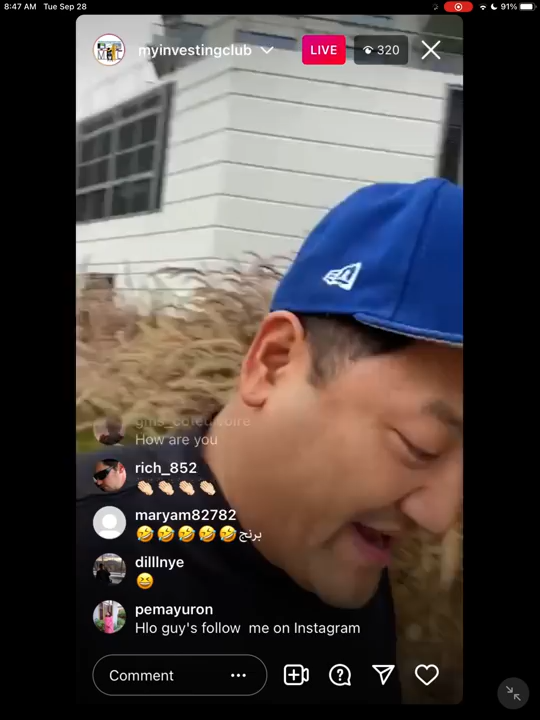 8:47 AM Tue Sep 28
91%
myinvestingclub
LIVE
320
How are you
rich_852
👏🏻👏🏻👏🏻👏🏻
maryam82782
🤣🤣🤣🤣🤣برنج
dilllnye
😆
pemayuron
Hlo guy's follow me on Instagram
Comment